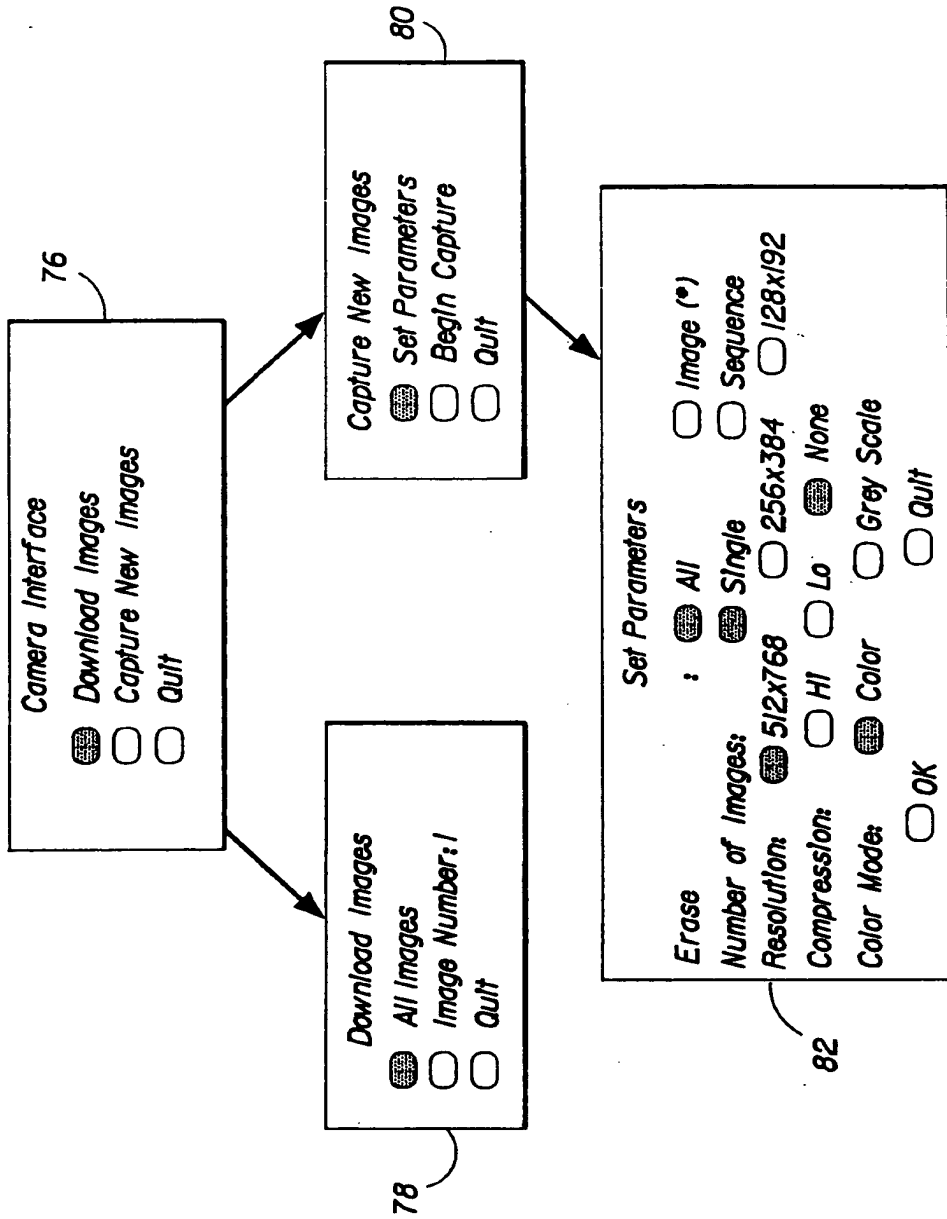 Camera Interface
Download Images
Capture New Images
Quit
76
Download Images
All Images
Image Number:1
Quit
78
Capture New Images
Set Parameters
Begin Capture
Quit
80
Set Parameters
Erase : All Image (*)
Number of Images: Single Sequence
Resolution: 512x768 256x384 128x192
Compression: HI Lo None
Color Mode: Color Grey Scale
OK Quit
82